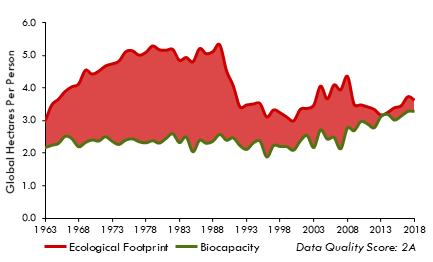 Global Hectares Per Person
6.0
5.0
4.0
3.0
2.0
1.0
0.0
1963 1968 1973 1978 1983 1988 1993 1998 2003 2008 2013 2018
Ecological Footprint Biocapacity Data Quality Score: 2A